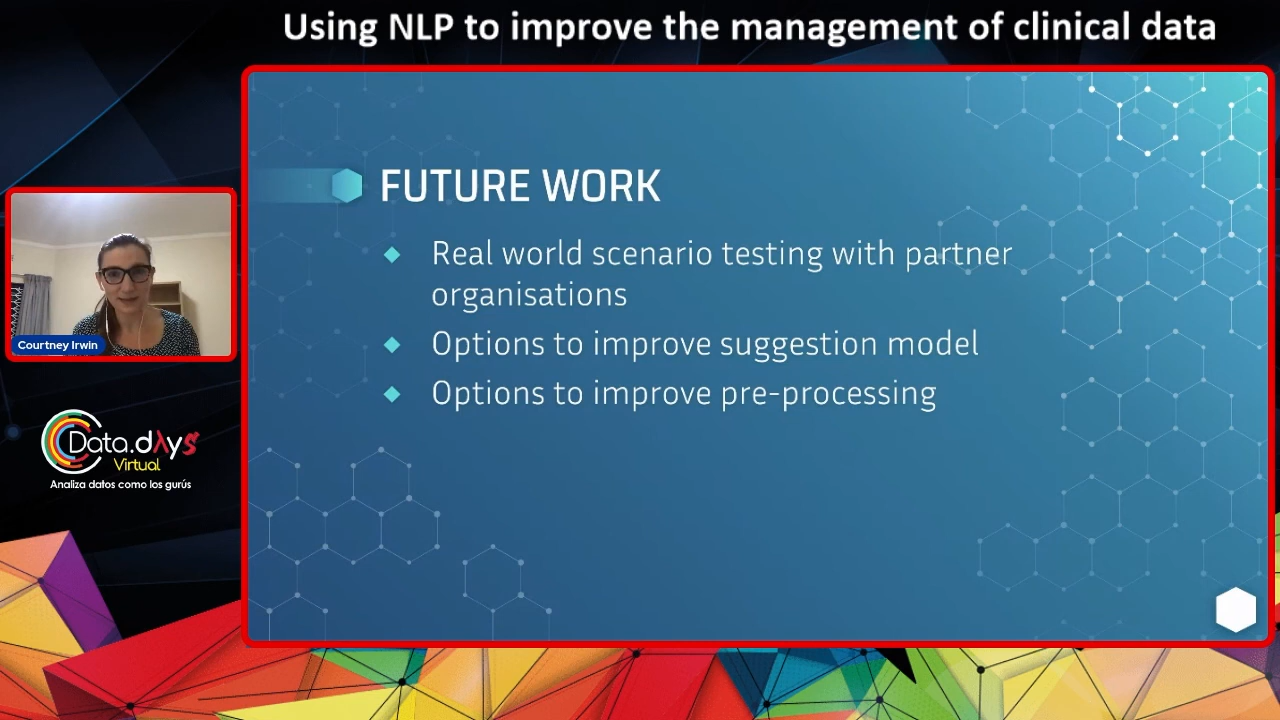 Using NLP to improve the management of clinical data
FUTURE WORK
Real world scenario testing with partner
organisations
Options to improve suggestion model
Options to improve pre-processing
Courtney Irwin
Data.dAys
Virtual
Analiza datos como los gurús